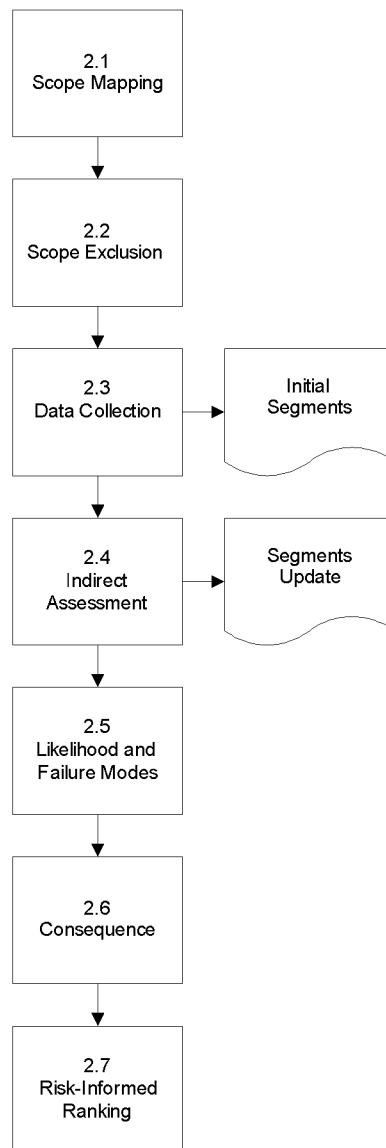 2.1
Scope Mapping
2.2
Scope Exclusion
2.3
Data Collection
Initial
Segments
2.4
Indirect
Assessment
Segments
Update
2.5
Likelihood and
Failure Modes
2.6
Consequence
2.7
Risk-Informed
Ranking